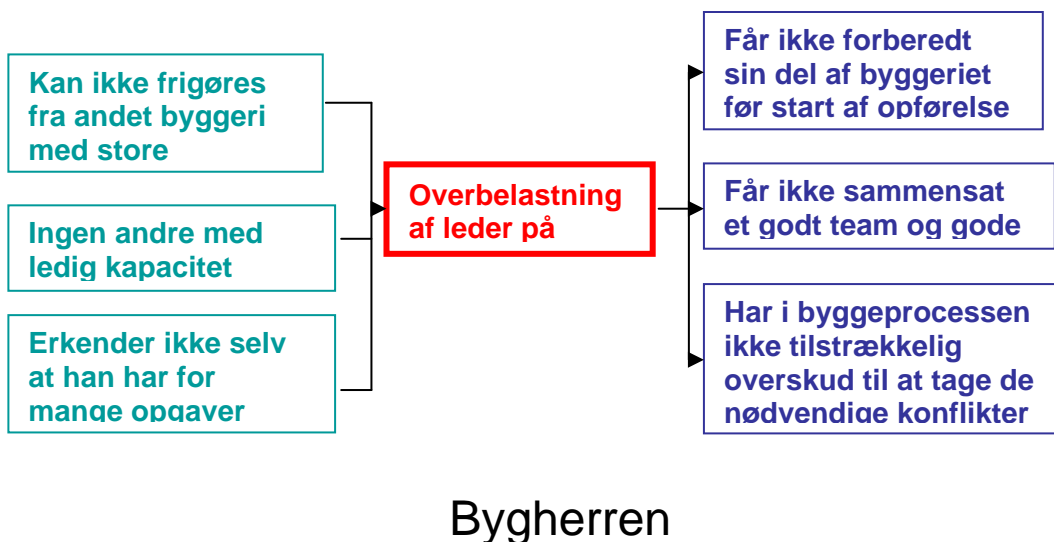 Kan ikke frigøres
fra andet byggeri
med store
Ingen andre med
ledig kapacitet
Erkender ikke selv
at han har for
mange opgaver
Overbelastning
af leder på
Får ikke forberedt
sin del af byggeriet
før start af opførelse
Får ikke sammensat
et godt team og gode
Har i byggeprocessen
ikke tilstrækkelig
overskud til at tage de
nødvendige konflikter
Bygherren